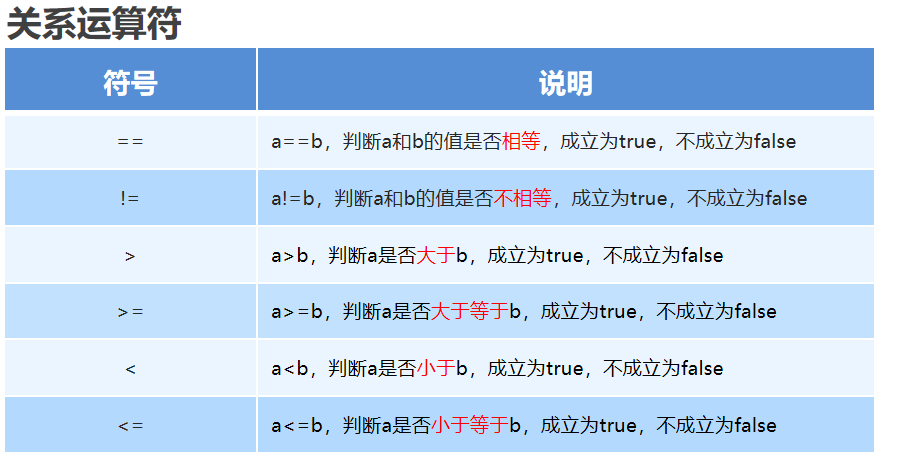 关系运算符
符号 说明
== a==b，判断a和b的值是否相等，成立为true，不成立为false
!= a!=b，判断a和b的值是否不相等，成立为true，不成立为false
> a>b，判断a是否大于b，成立为true，不成立为false
>= a>=b，判断a是否大于等于b，成立为true，不成立为false
< a<b，判断a是否小于b，成立为true，不成立为false
<= a<=b，判断a是否小于等于b，成立为true，不成立为false